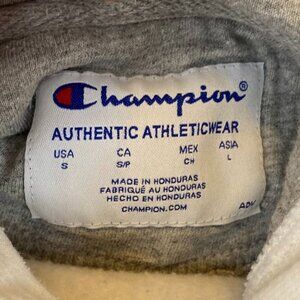 Champion®
AUTHENTIC ATHLETICWEAR
USA CA MEX ASIA
S S/P CH L
MADE IN HONDURAS
FABRIQUÉ AU HONDURAS
HECHO EN HONDURAS
CHAMPION.COM
ADV